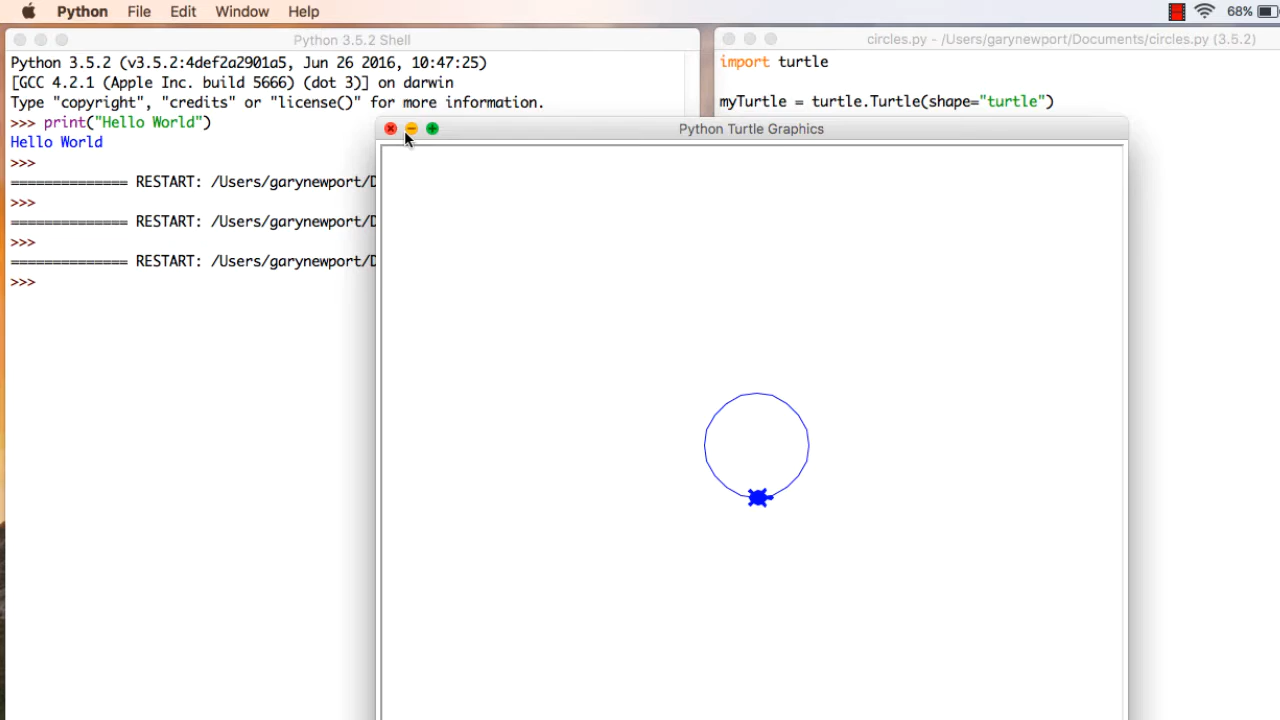 Python File Edit Window Help 68%
Python 3.5.2 Shell
Python 3.5.2 (v3.5.2:4def2a2901a5, Jun 26 2016, 10:47:25)
[GCC 4.2.1 (Apple Inc. build 5666) (dot 3)] on darwin
Type "copyright", "credits" or "license()" for more information.
>>> print("Hello World")
Hello World
>>>
============== RESTART: /Users/garynewport/D
>>>
============== RESTART: /Users/garynewport/D
>>>
============== RESTART: /Users/garynewport/D
>>>
circles.py - /Users/garynewport/Documents/circles.py (3.5.2)
import turtle
myTurtle = turtle.Turtle(shape="turtle")
Python Turtle Graphics